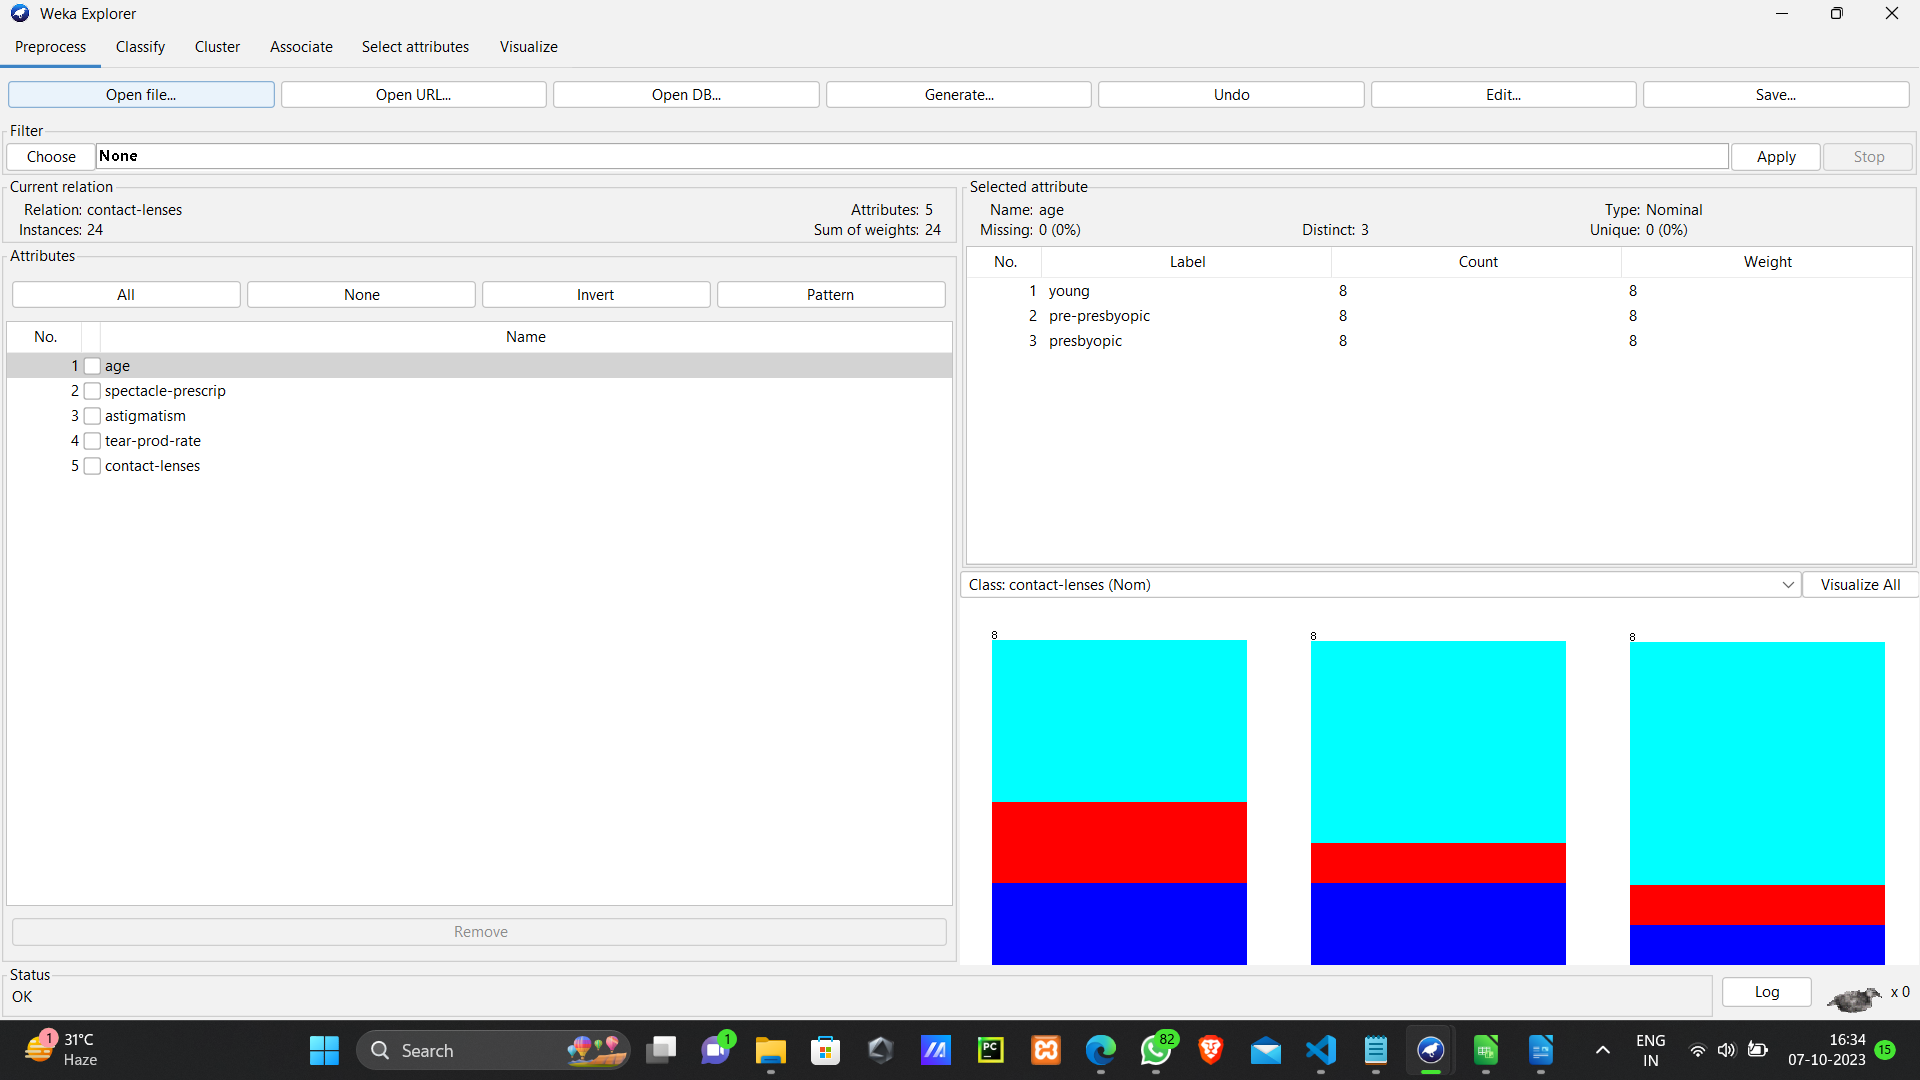 Weka Explorer
Preprocess Classify Cluster Associate Select attributes Visualize
Open file... Open URL... Open DB... Generate... Undo Edit... Save...
Filter
Choose None Apply Stop
Current relation
Relation: contact-lenses Attributes: 5
Instances: 24 Sum of weights: 24
Attributes
All None Invert Pattern
No. Name
1 age
2 spectacle-prescrip
3 astigmatism
4 tear-prod-rate
5 contact-lenses
Remove
Selected attribute
Name: age Type: Nominal
Missing: 0 (0%) Distinct: 3 Unique: 0 (0%)
No. Label Count Weight
1 young 8 8
2 pre-presbyopic 8 8
3 presbyopic 8 8
Class: contact-lenses (Nom) Visualize All
8 8 8
Status
OK
Log x 0
1 31°C
Haze
Search
1
PC
82
ENG
IN
16:34
07-10-2023
15